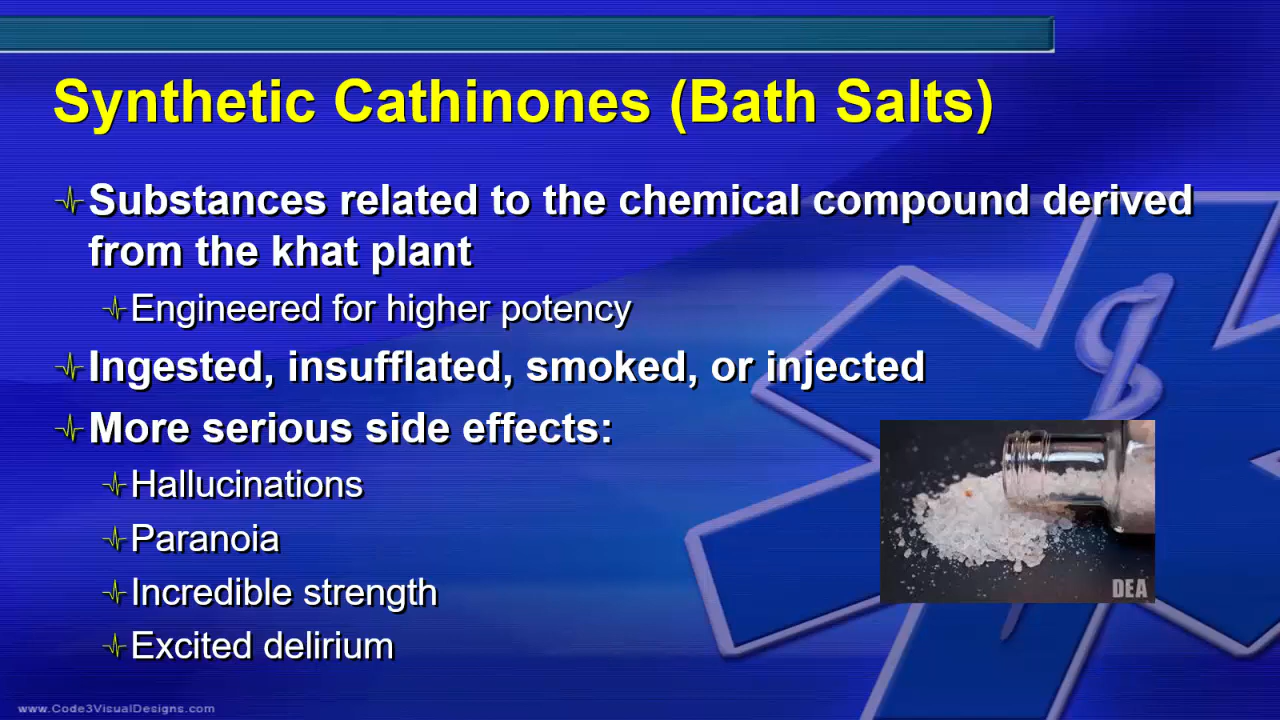 Synthetic Cathinones (Bath Salts)
Substances related to the chemical compound derived
from the khat plant
Engineered for higher potency
Ingested, insufflated, smoked, or injected
More serious side effects:
Hallucinations
Paranoia
Incredible strength
Excited delirium
DEA
www.Code3VisualDesigns.com